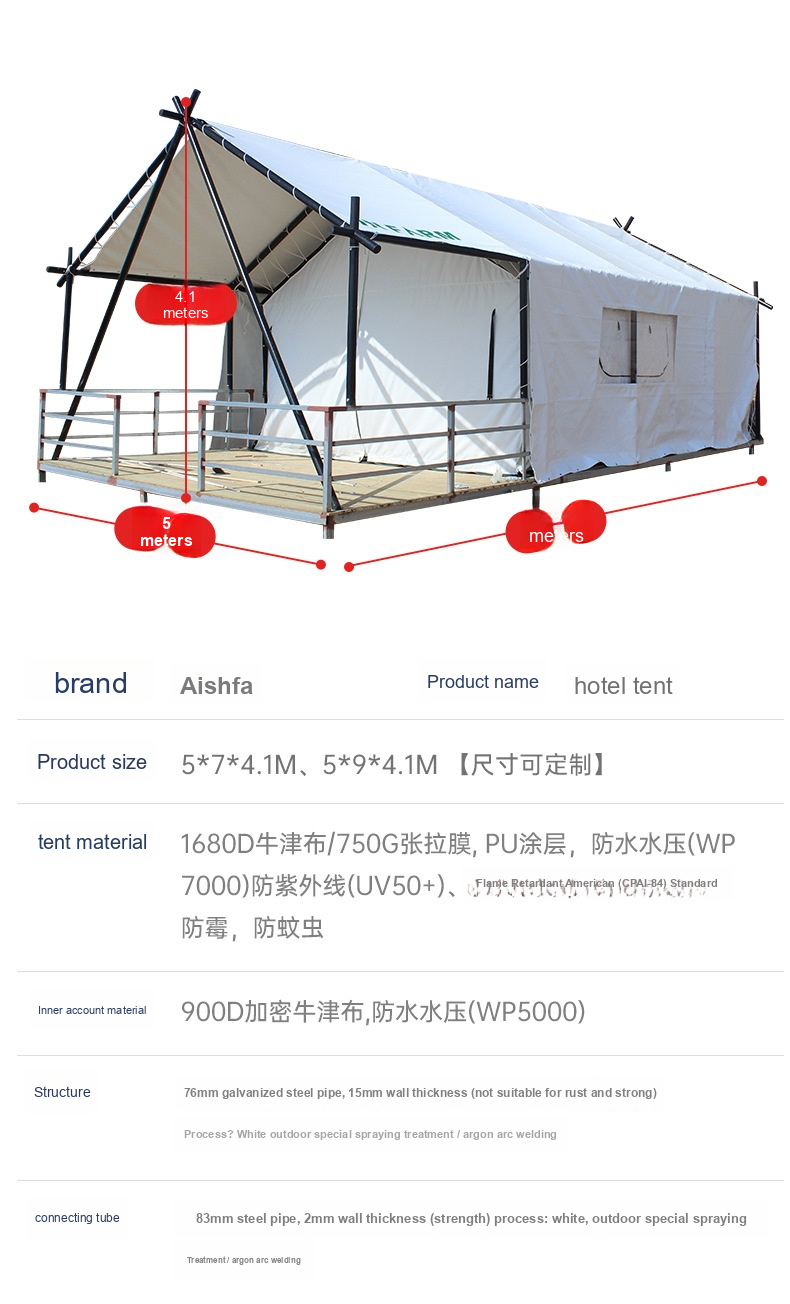 FARM
4.1
meters
5
meters
meters
brand
Aishfa
Product name
hotel tent
Product size
5*7*4.1M、5*9*4.1M 【尺寸可定制】
tent material
1680D牛津布/750G张拉膜, PU涂层，防水水压(WP
7000)防紫外线(UV50+)、
Flame Retardant American (CPAI-84) Standard
防霉，防蚊虫
Inner account material
900D加密牛津布,防水水压(WP5000)
Structure
76mm galvanized steel pipe, 15mm wall thickness (not suitable for rust and strong)
Process? White outdoor special spraying treatment / argon arc welding
connecting tube
83mm steel pipe, 2mm wall thickness (strength) process: white, outdoor special spraying
Treatment / argon arc welding